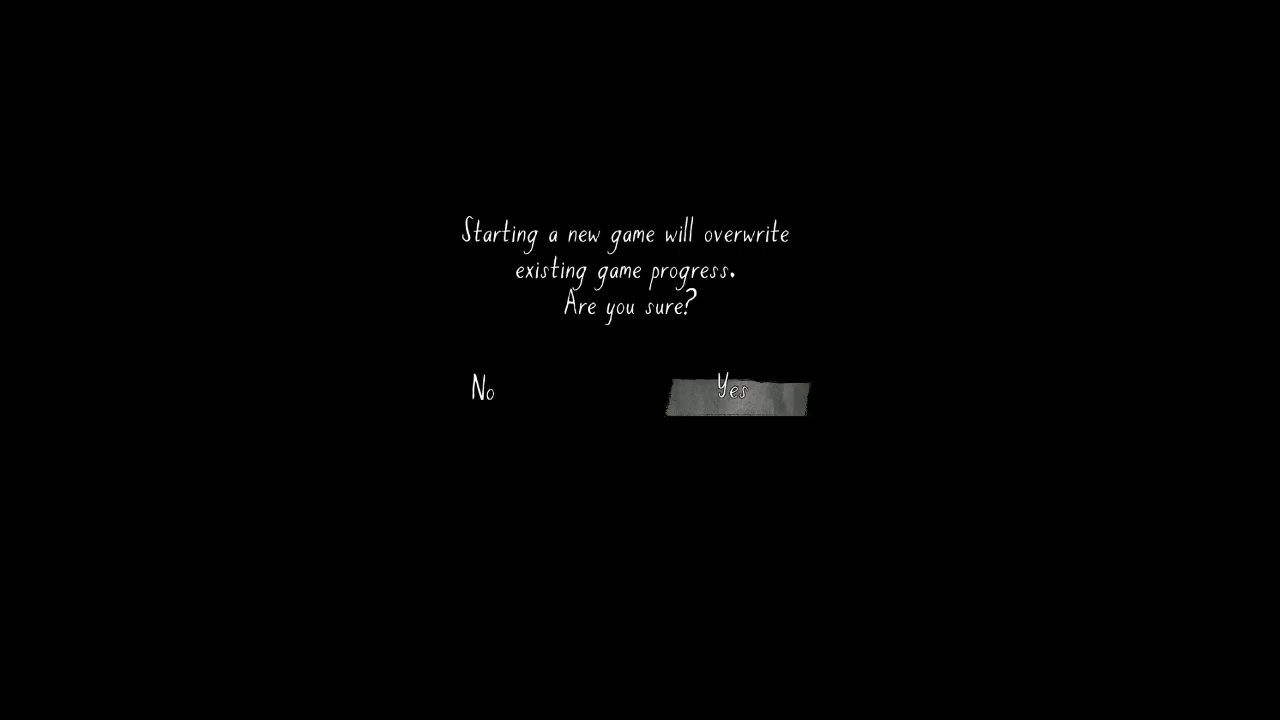 Starting a new game will overwrite
existing game progress.
Are you sure?
No
Yes